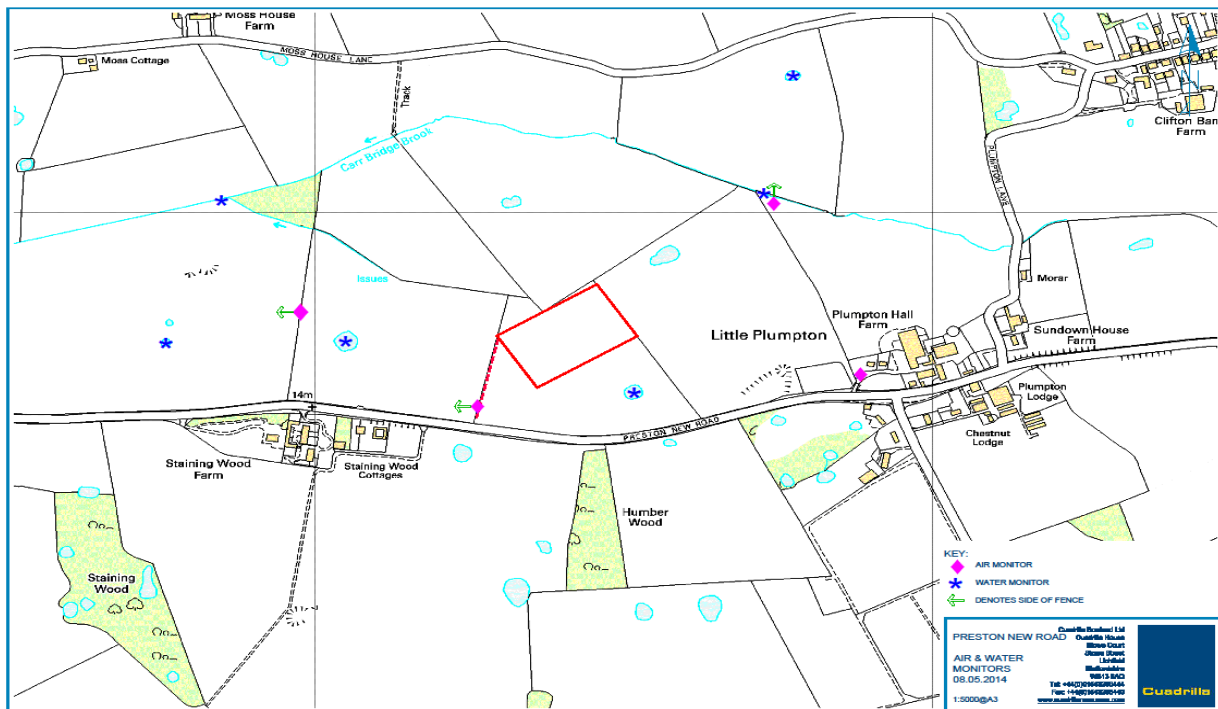 Moss House
Farm
Moss Cottage
MOSS HOUSE LANE
Track
Carr Bridge Brook
Clifton Ban
Farm
PLUMPTON LANE
Issues
Morar
Little Plumpton
Plumpton Hall
Farm
Sundown House
Farm
14m
PRESTON NEW ROAD
Plumpton
Lodge
Chestnut
Lodge
Staining Wood
Farm
Staining Wood
Cottages
Humber
Wood
Staining
Wood
KEY:
AIR MONITOR
WATER MONITOR
DENOTES SIDE OF FENCE
PRESTON NEW ROAD
AIR & WATER
MONITORS
08.05.2014
1:5000@A3
Cuadrilla House
Cuadrilla